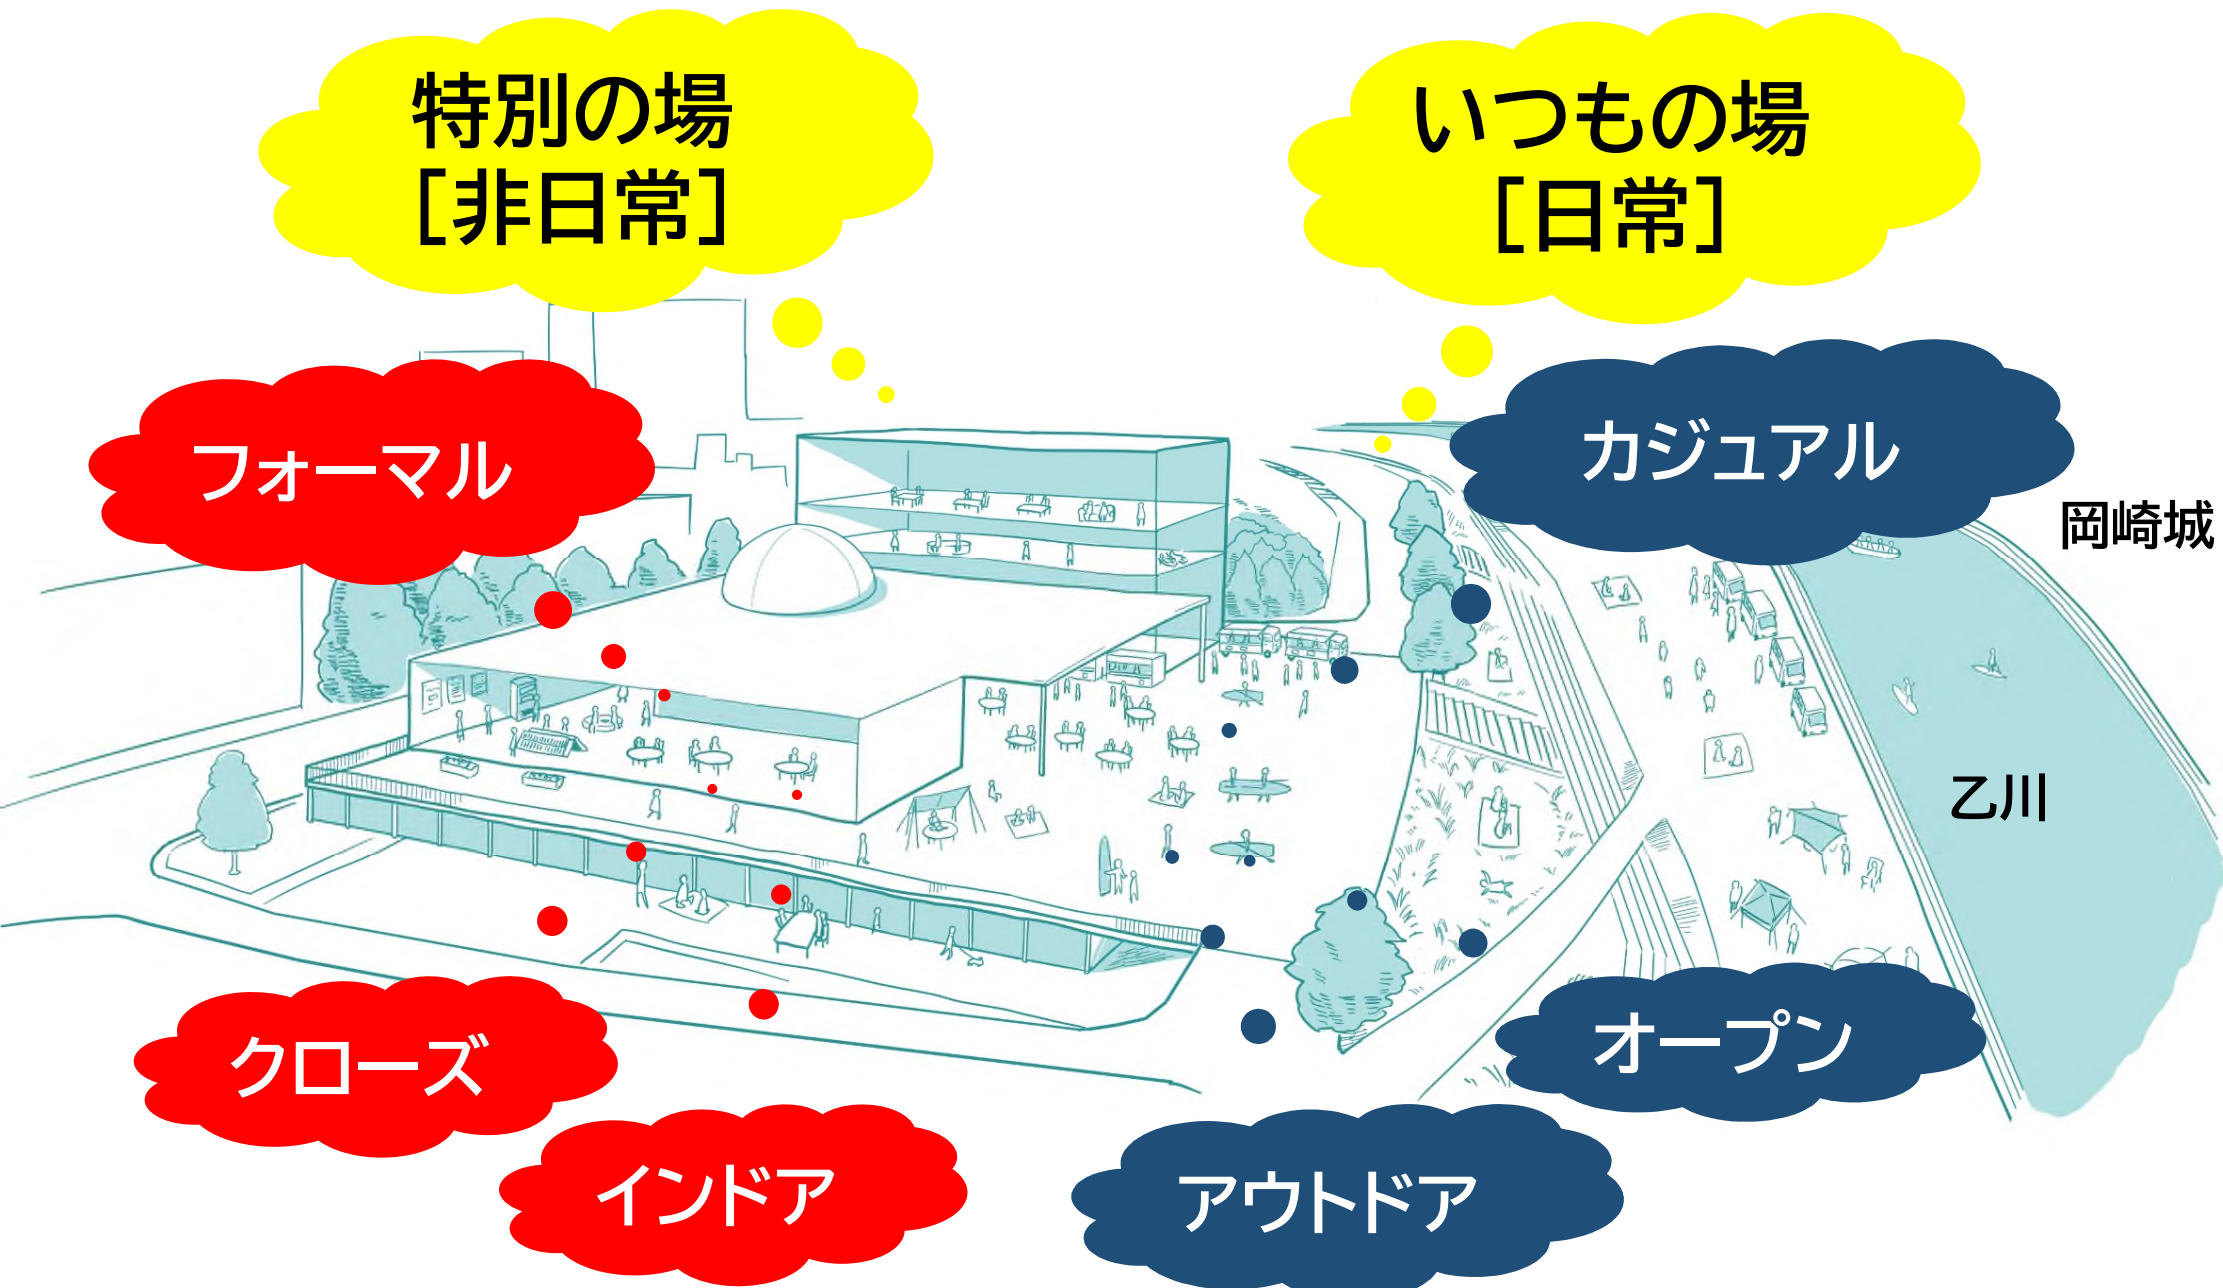 特別の場
[非日常]
いつもの場
[日常]
フォーマル
カジュアル
岡崎城
乙川
クローズ
オープン
インドア
アウトドア